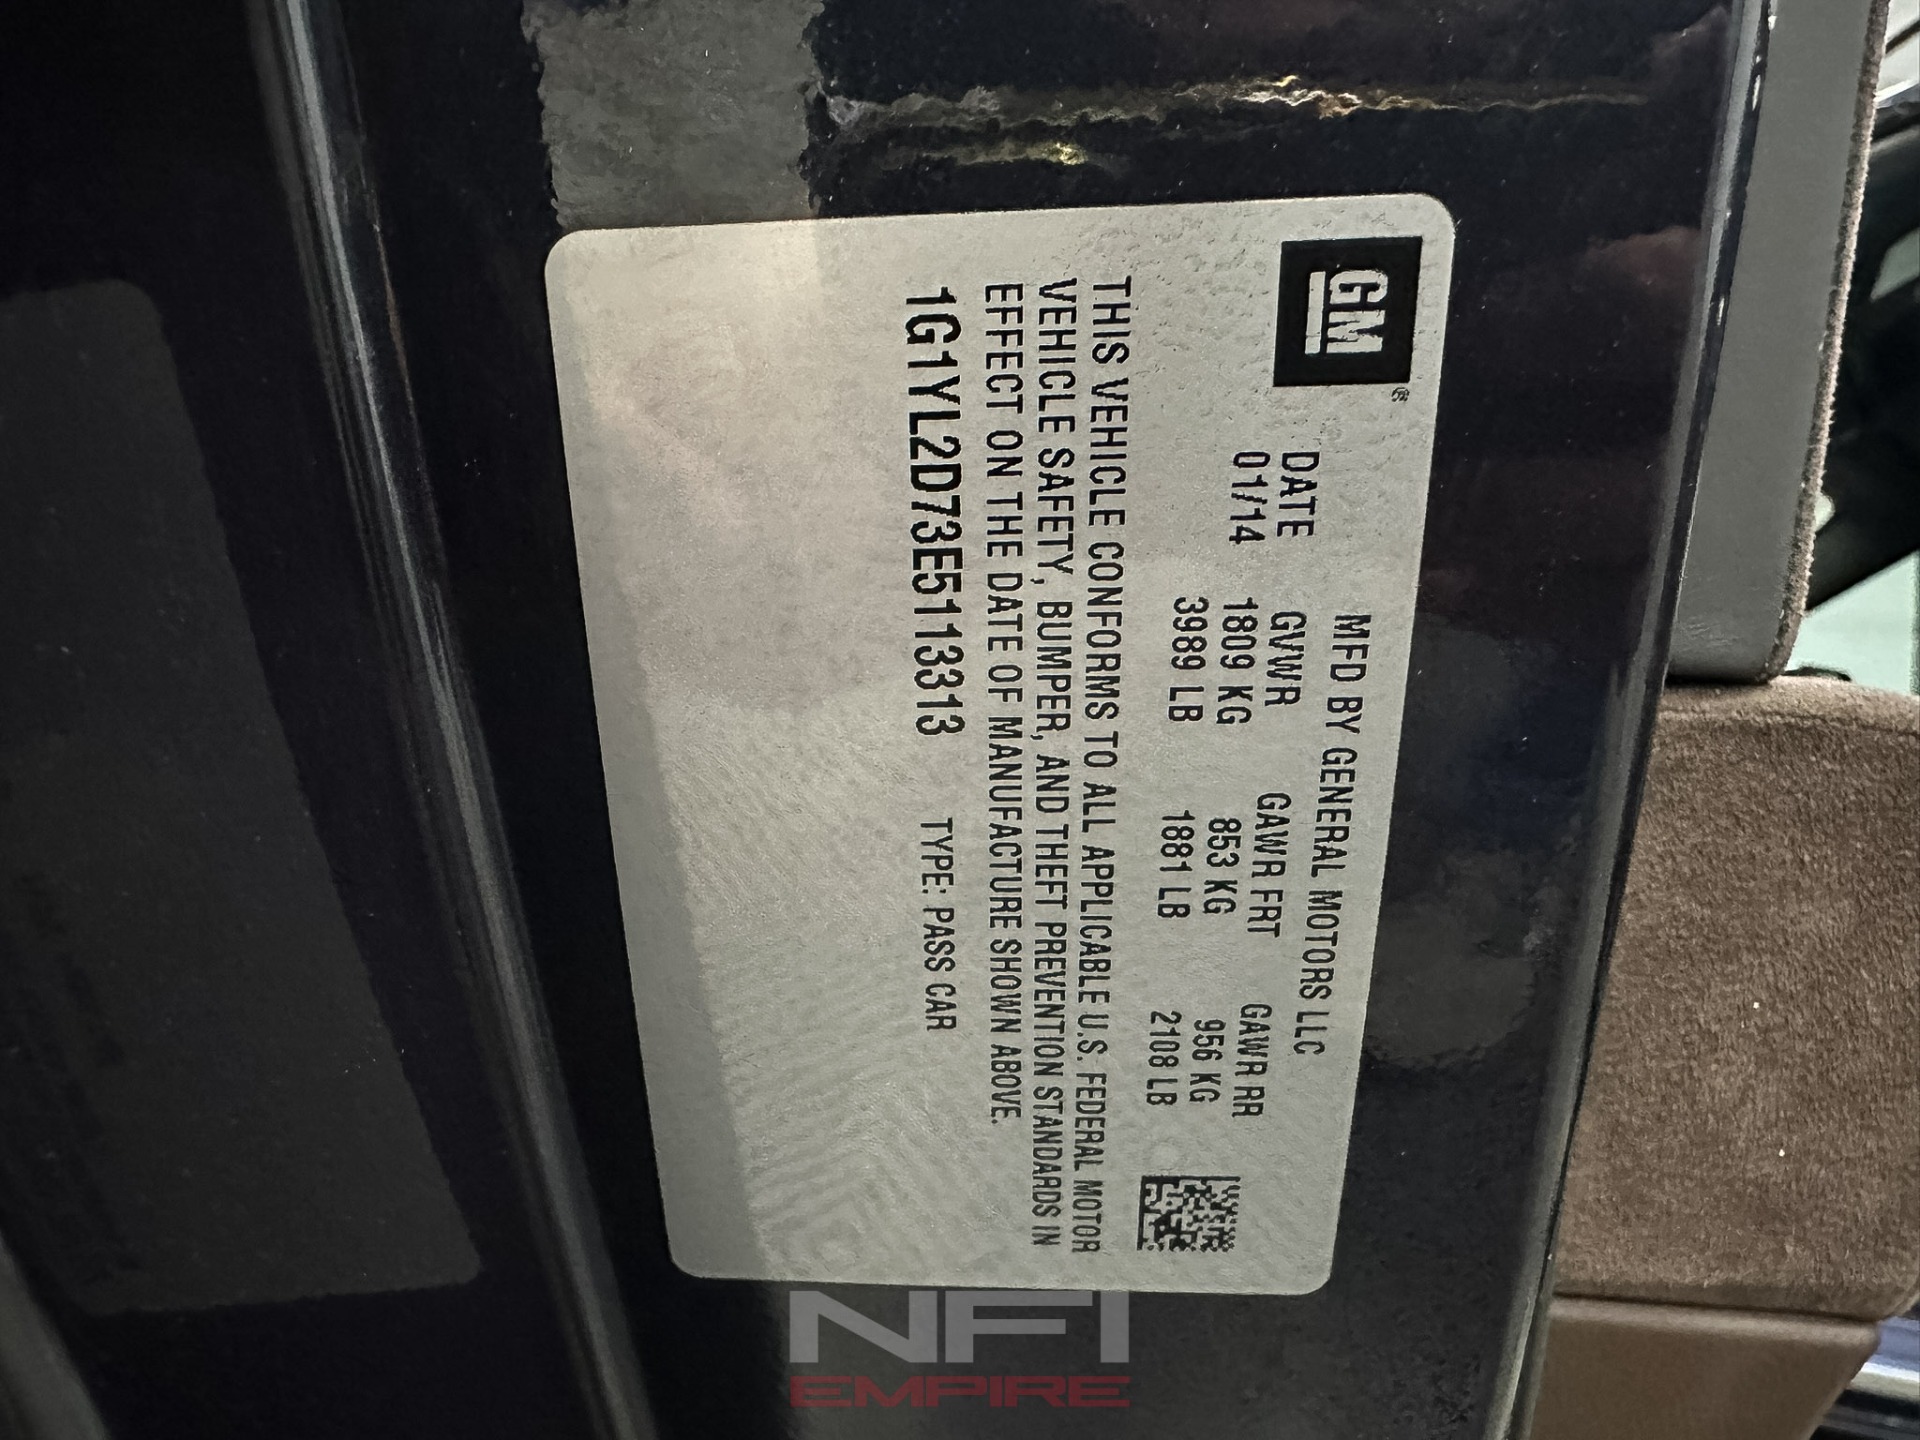 GM®
MFD BY GENERAL MOTORS LLC
DATE GVWR GAWR FRT GAWR RR
01/14 1809 KG 853 KG 956 KG
3989 LB 1881 LB 2108 LB
THIS VEHICLE CONFORMS TO ALL APPLICABLE U.S. FEDERAL MOTOR
VEHICLE SAFETY, BUMPER, AND THEFT PREVENTION STANDARDS IN
EFFECT ON THE DATE OF MANUFACTURE SHOWN ABOVE.
1G1YL2D73E5113313 TYPE: PASS CAR
NFI
EMPIRE